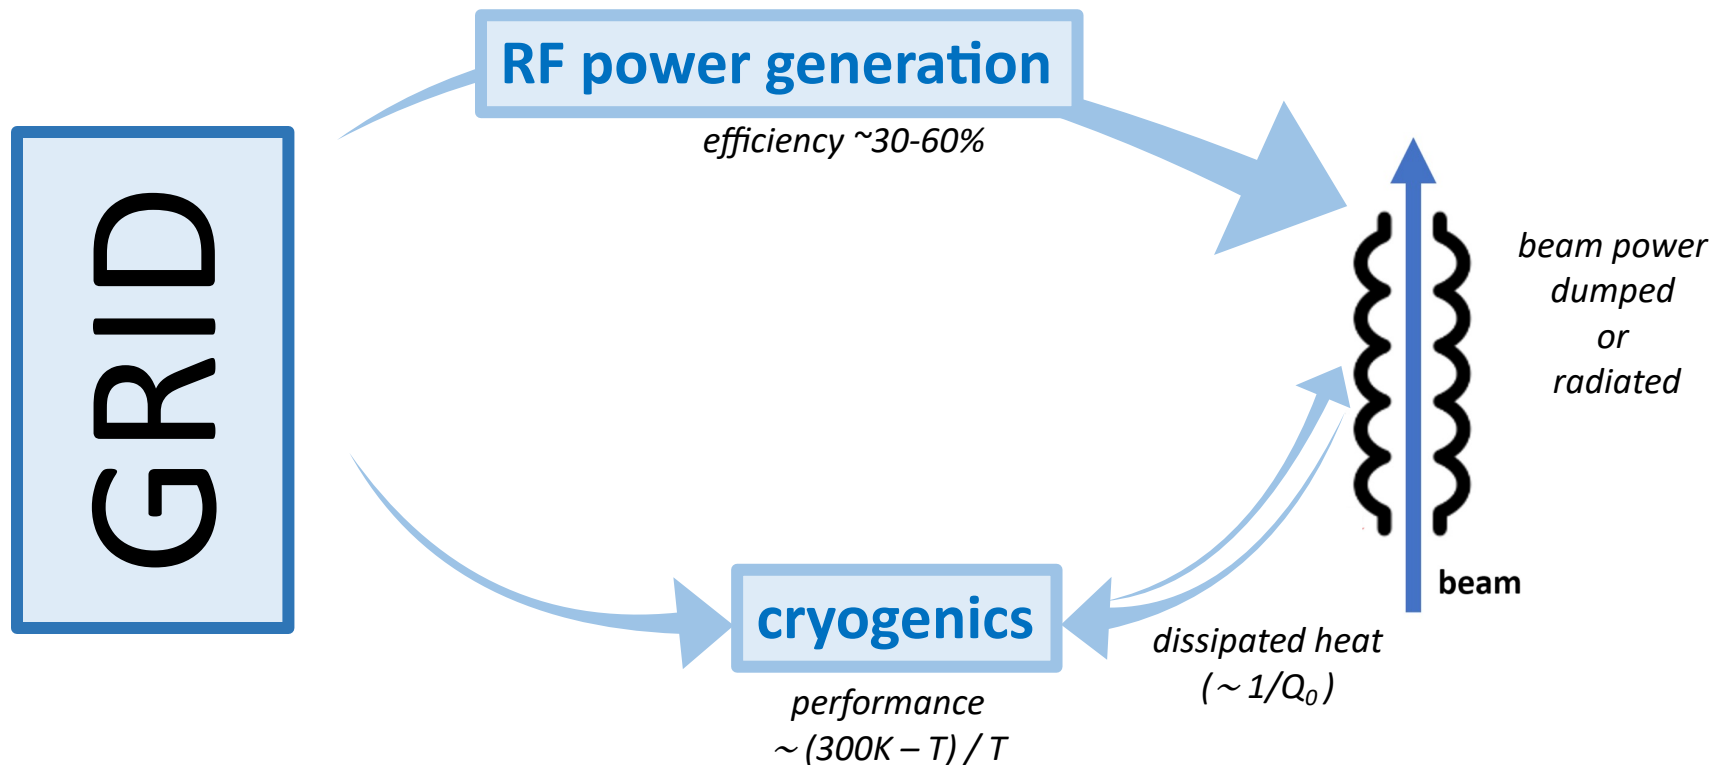 GRID
RF power generation
efficiency ~30-60%
beam power
dumped
or
radiated
beam
cryogenics
dissipated heat
(~ 1/Q₀ )
performance
~ (300K – T) / T